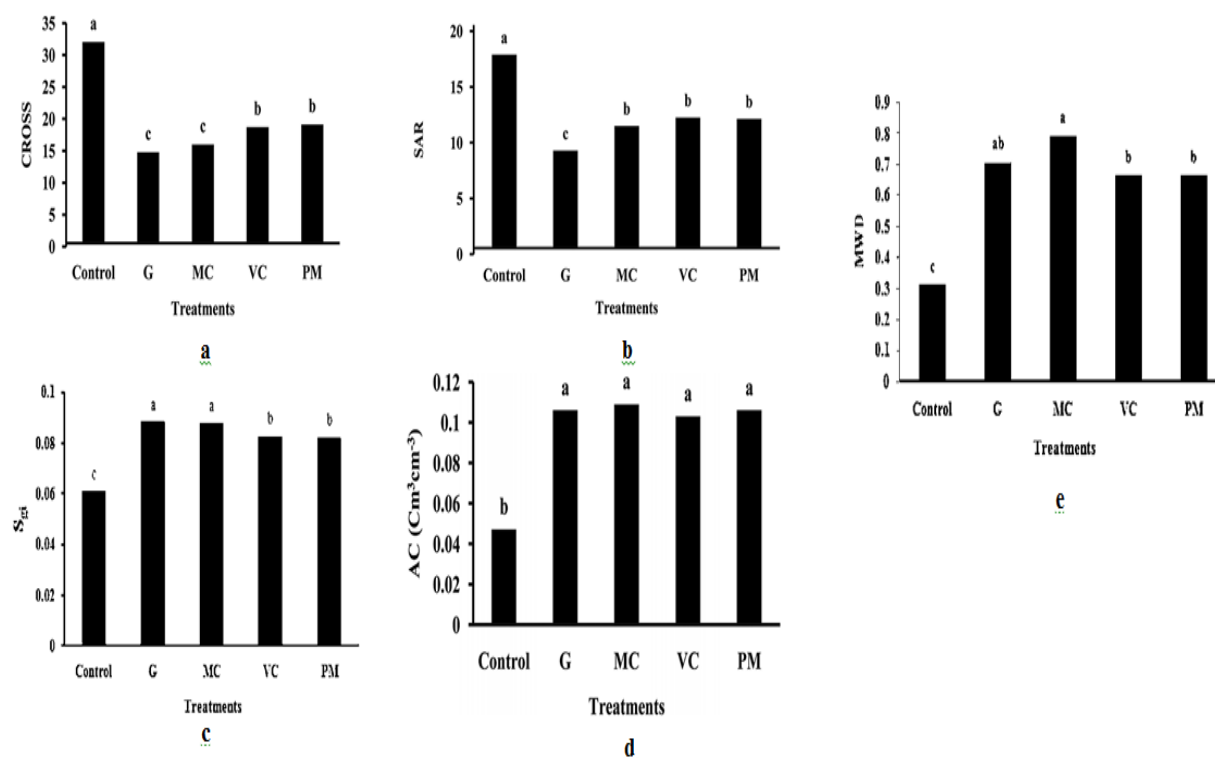 35
30
25
20
15
10
5
0
CROSS
a
c
c
b
b
Control G MC VC PM
Treatments
a
20
15
10
5
0
SAR
a
c
b
b
b
Control G MC VC PM
Treatments
b
0.9
0.8
0.7
0.6
0.5
0.4
0.3
0.2
0.1
0
MWD
c
ab
a
b
b
Control G MC VC PM
Treatments
e
0.1
0.08
0.06
0.04
0.02
0
Sgi
c
a
a
b
b
Control G MC VC PM
Treatments
c
0.12
0.1
0.08
0.06
0.04
0.02
0
AC (Cm³cm⁻³)
b
a
a
a
a
Control G MC VC PM
Treatments
d